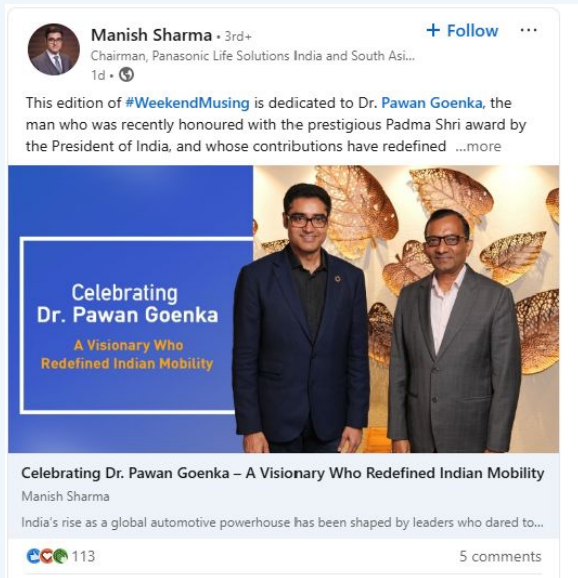 Manish Sharma • 3rd+
+ Follow ...
Chairman, Panasonic Life Solutions India and South Asi...
1d •
This edition of #WeekendMusing is dedicated to Dr. Pawan Goenka, the
man who was recently honoured with the prestigious Padma Shri award by
the President of India, and whose contributions have redefined ...more
Celebrating
Dr. Pawan Goenka
A Visionary Who
Redefined Indian Mobility
Celebrating Dr. Pawan Goenka – A Visionary Who Redefined Indian Mobility
Manish Sharma
India's rise as a global automotive powerhouse has been shaped by leaders who dared to...
113
5 comments